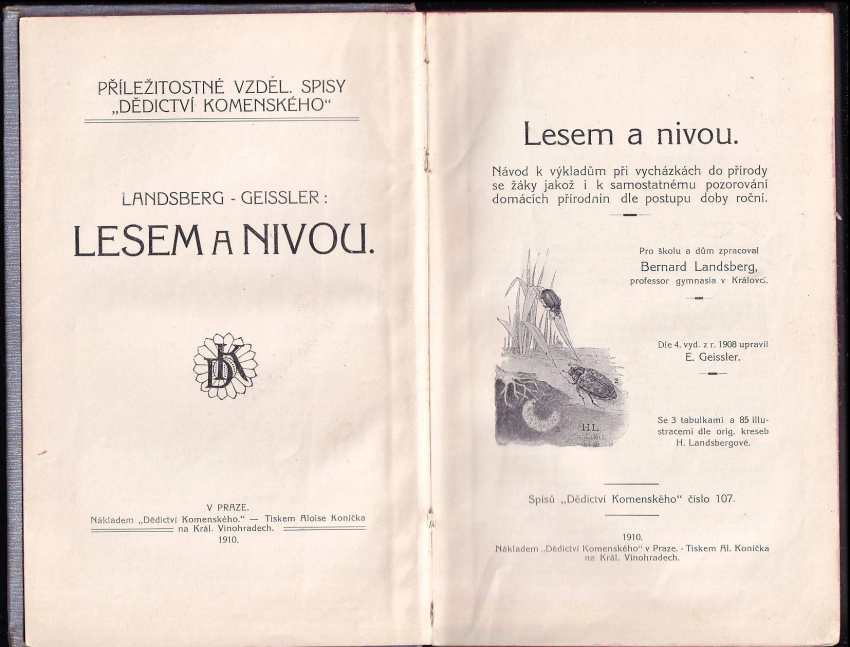 PŘÍLEŽITOSTNÉ VZDĚL. SPISY
„DĚDICTVÍ KOMENSKÉHO“
LANDSBERG - GEISSLER:
LESEM A NIVOU.
DK
V PRAZE.
Nákladem „Dědictví Komenského.“ — Tiskem Aloise Koníčka
na Král. Vinohradech.
1910.
Lesem a nivou.
Návod k výkladům při vycházkách do přírody
se žáky jakož i k samostatnému pozorování
domácích přírodnin dle postupu doby roční.
Pro školu a dům zpracoval
Bernard Landsberg,
professor gymnasia v Královci.
Dle 4. vyd. z r. 1908 upravil
E. Geissler.
Se 3 tabulkami a 85 illu-
stracemi dle orig. kreseb
H. Landsbergové.
H.L.
Spisů „Dědictví Komenského“ číslo 107.
1910.
Nákladem „Dědictví Komenského“ v Praze. - Tiskem Al. Koníčka
na Král. Vinohradech.